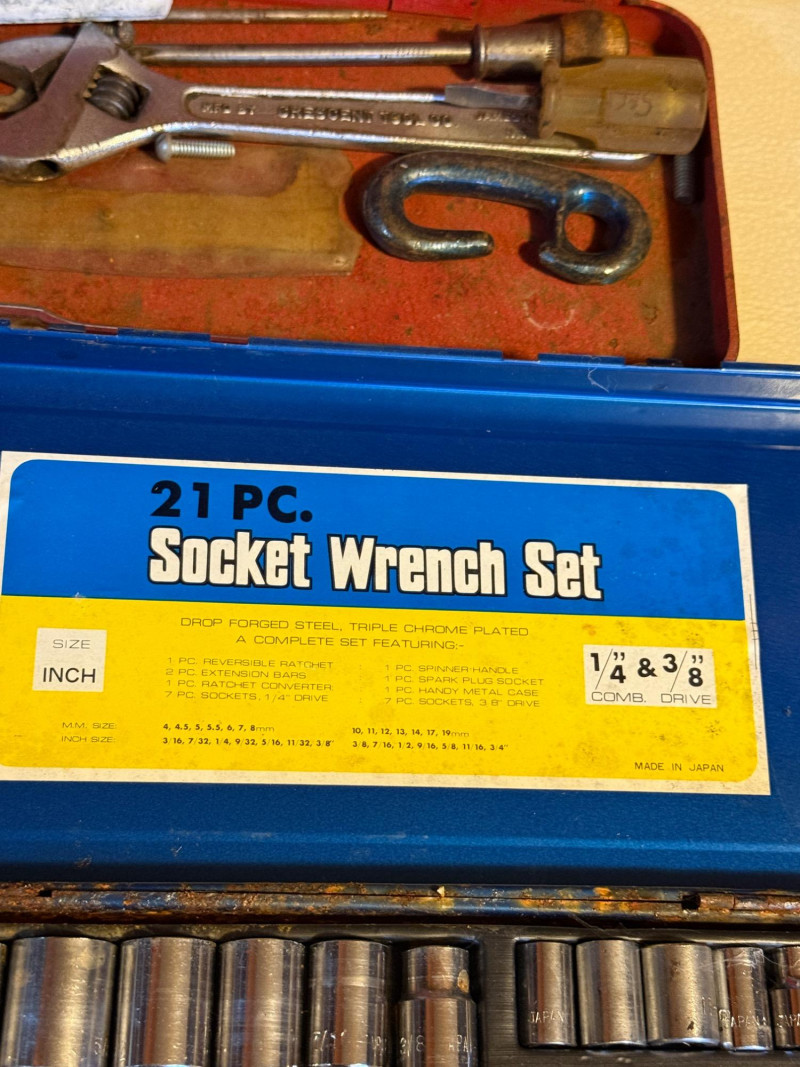 MFG BY CRESCENT TOOL CO.
21 PC.
Socket Wrench Set
DROP FORGED STEEL, TRIPLE CHROME PLATED
A COMPLETE SET FEATURING:-
SIZE
INCH
1 PC. REVERSIBLE RATCHET
2 PC. EXTENSION BARS
1 PC. RATCHET CONVERTER
7 PC. SOCKETS, 1/4" DRIVE
1 PC. SPINNER-HANDLE
1 PC. SPARK PLUG SOCKET
1 PC. HANDY METAL CASE
7 PC. SOCKETS, 3/8" DRIVE
1/4" & 3/8"
COMB. DRIVE
M.M. SIZE: 4, 4.5, 5, 5.5, 6, 7, 8mm 10, 11, 12, 13, 14, 17, 19mm
INCH SIZE: 3/16, 7/32, 1/4, 9/32, 5/16, 11/32, 3/8" 3/8, 7/16, 1/2, 9/16, 5/8, 11/16, 3/4"
MADE IN JAPAN
3/8
JAPAN